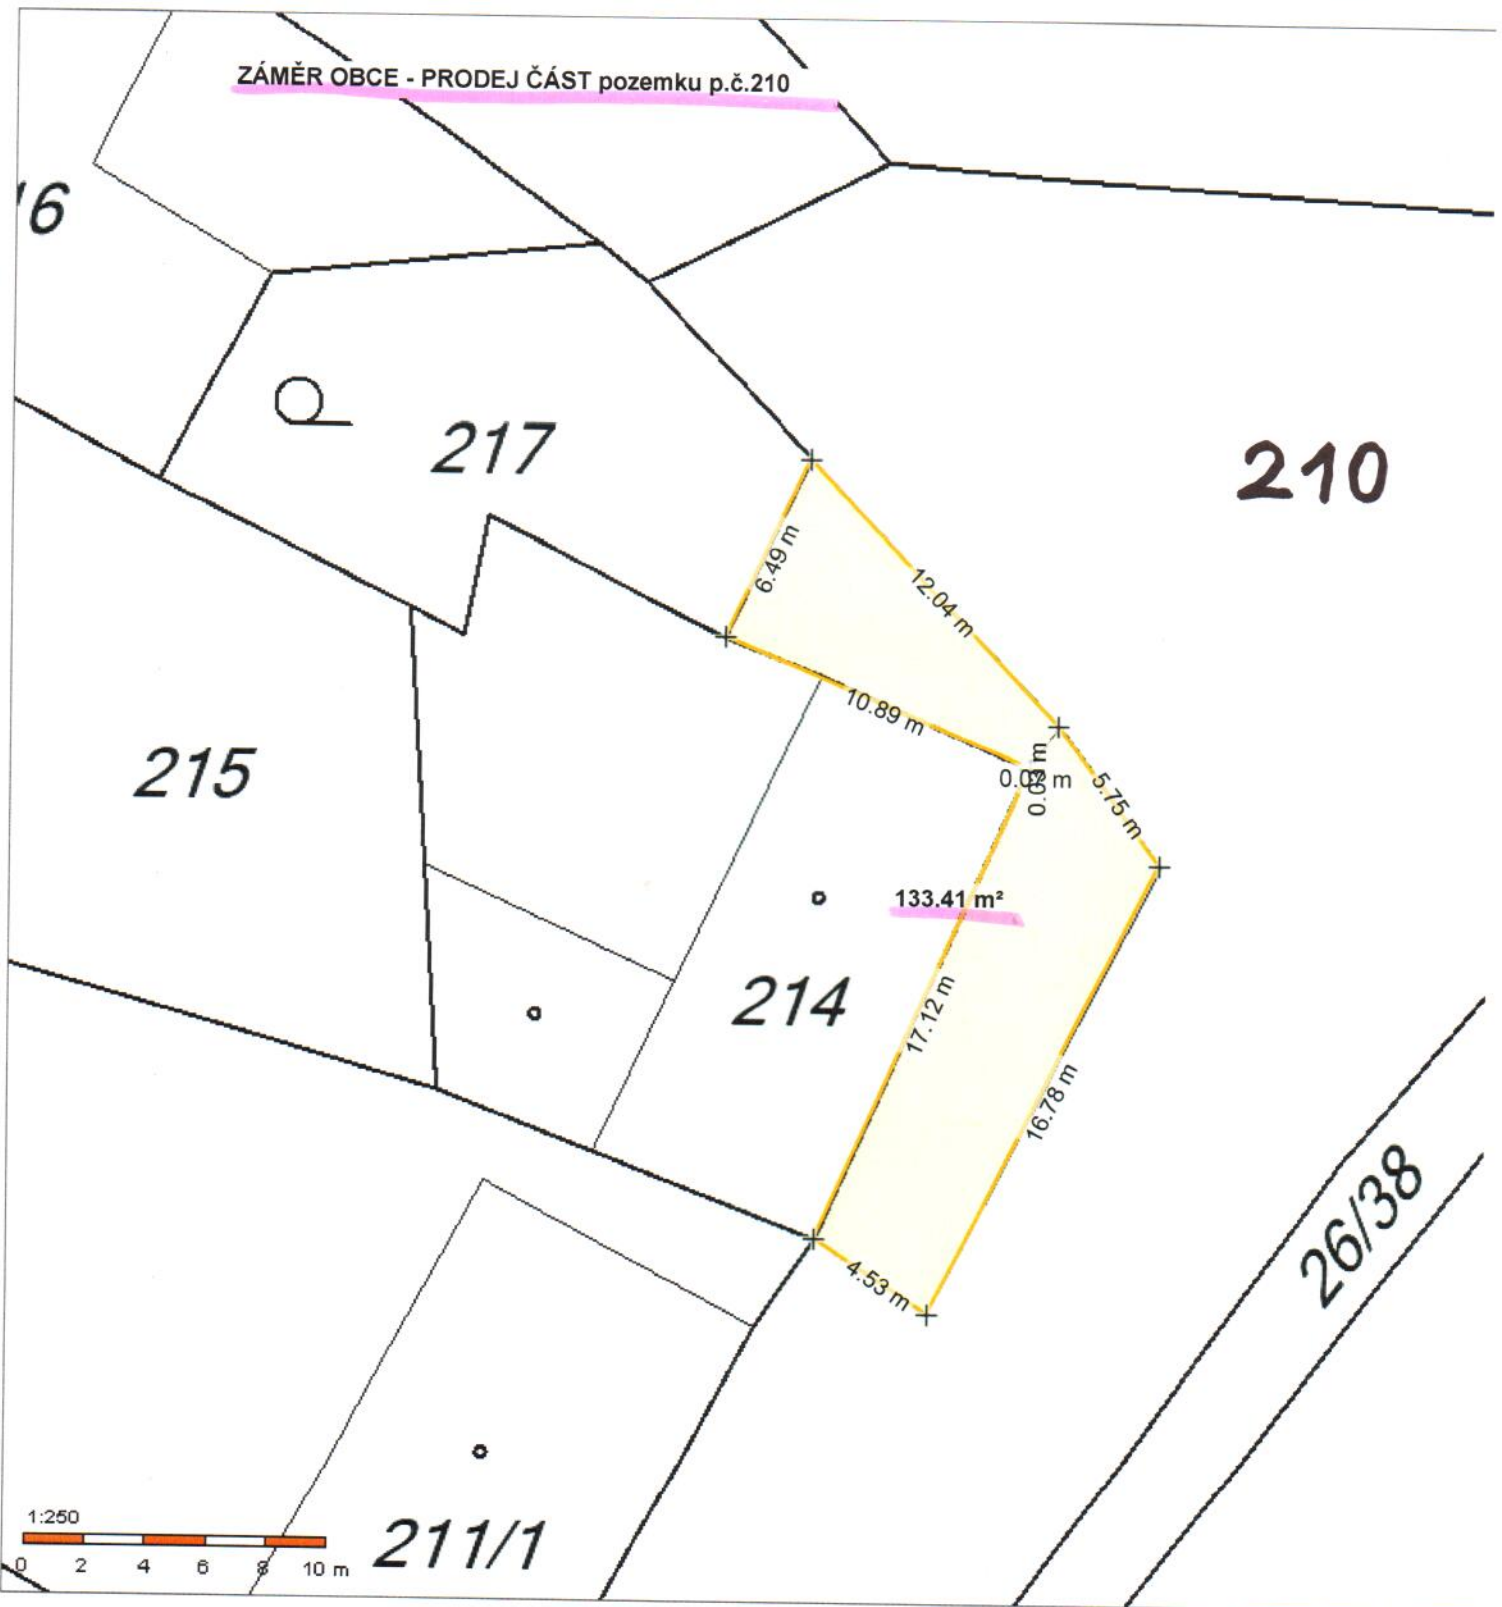 ZÁMĚR OBCE - PRODEJ ČÁST pozemku p.č.210
16
217
210
6.49 m
12.04 m
10.89 m
5.75 m
215
133.41 m²
214
17.12 m
16.78 m
26/38
4.53 m
1:250
0 2 4 6 8 10 m
211/1